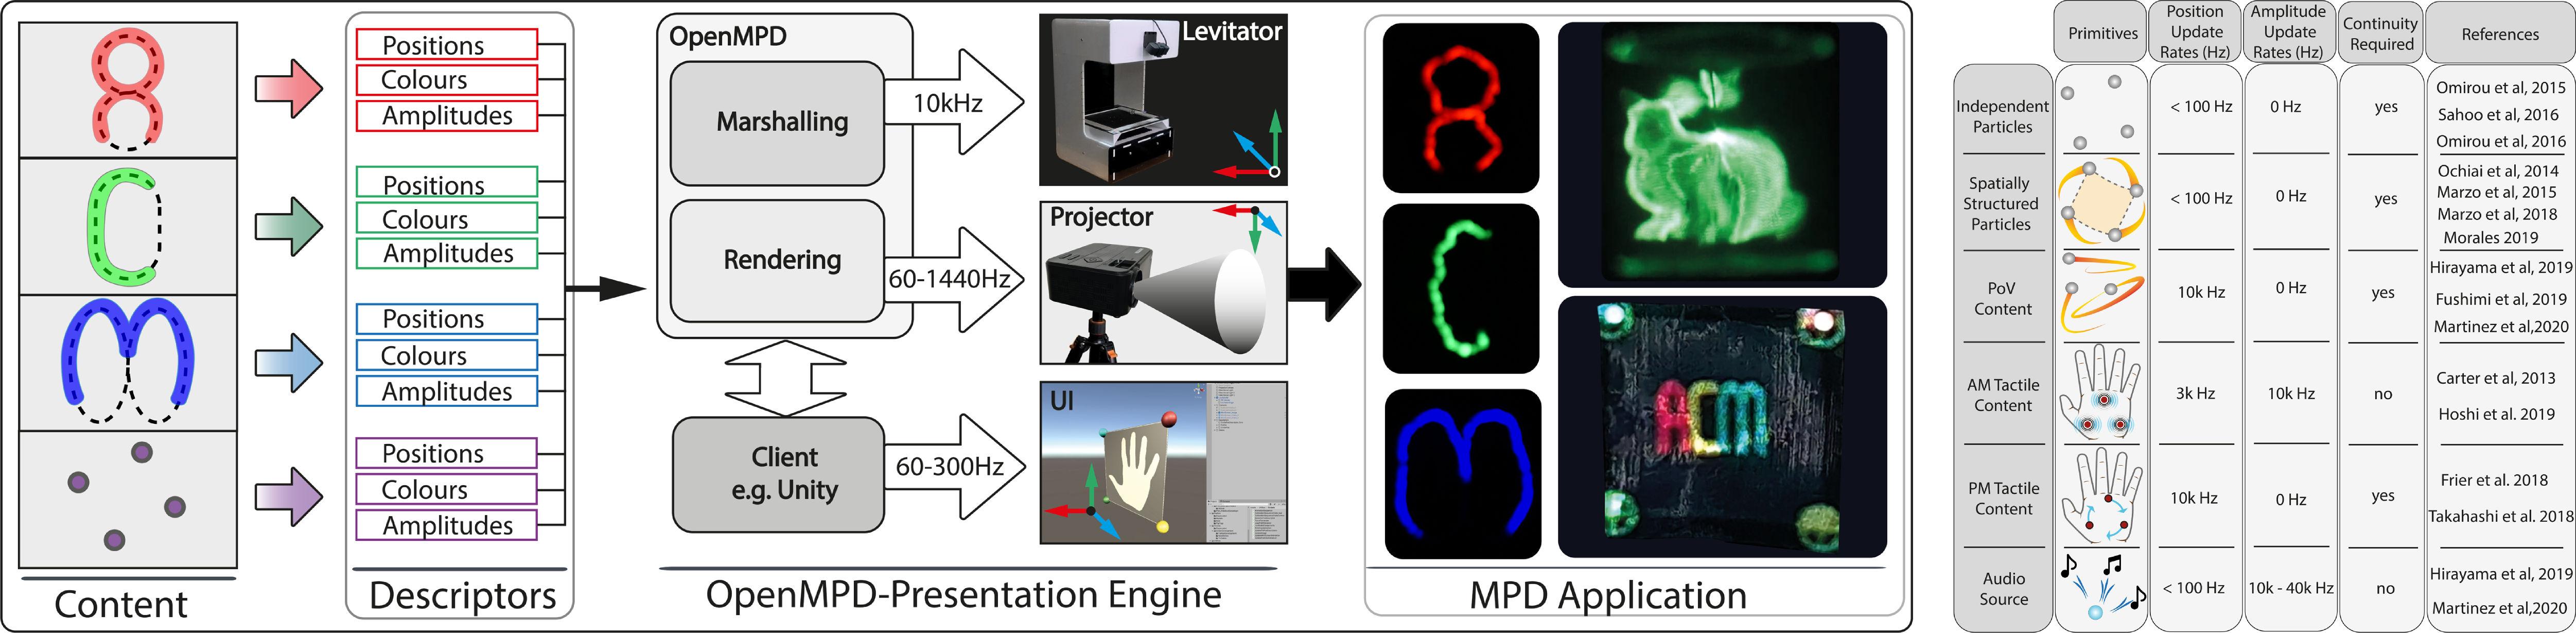 Positions
Colours
Amplitudes
Positions
Colours
Amplitudes
Positions
Colours
Amplitudes
Positions
Colours
Amplitudes
Content
Descriptors
OpenMPD
Marshalling
10kHz
Rendering
60-1440Hz
Client
e.g. Unity
60-300Hz
Levitator
Projector
UI
OpenMPD-Presentation Engine
ACM
MPD Application
Primitives
Position
Update
Rates (Hz)
Amplitude
Update
Rates (Hz)
Continuity
Required
References
Independent
Particles
< 100 Hz
0 Hz
yes
Omirou et al, 2015
Sahoo et al, 2016
Omirou et al, 2016
Spatially
Structured
Particles
< 100 Hz
0 Hz
yes
Ochiai et al, 2014
Marzo et al, 2015
Marzo et al, 2018
Morales 2019
PoV
Content
10k Hz
0 Hz
yes
Hirayama et al, 2019
Fushimi et al, 2019
Martinez et al,2020
AM Tactile
Content
3k Hz
10k Hz
no
Carter et al, 2013
Hoshi et al. 2019
PM Tactile
Content
10k Hz
0 Hz
yes
Frier et al. 2018
Takahashi et al. 2018
Audio
Source
< 100 Hz
10k - 40k Hz
no
Hirayama et al, 2019
Martinez et al,2020